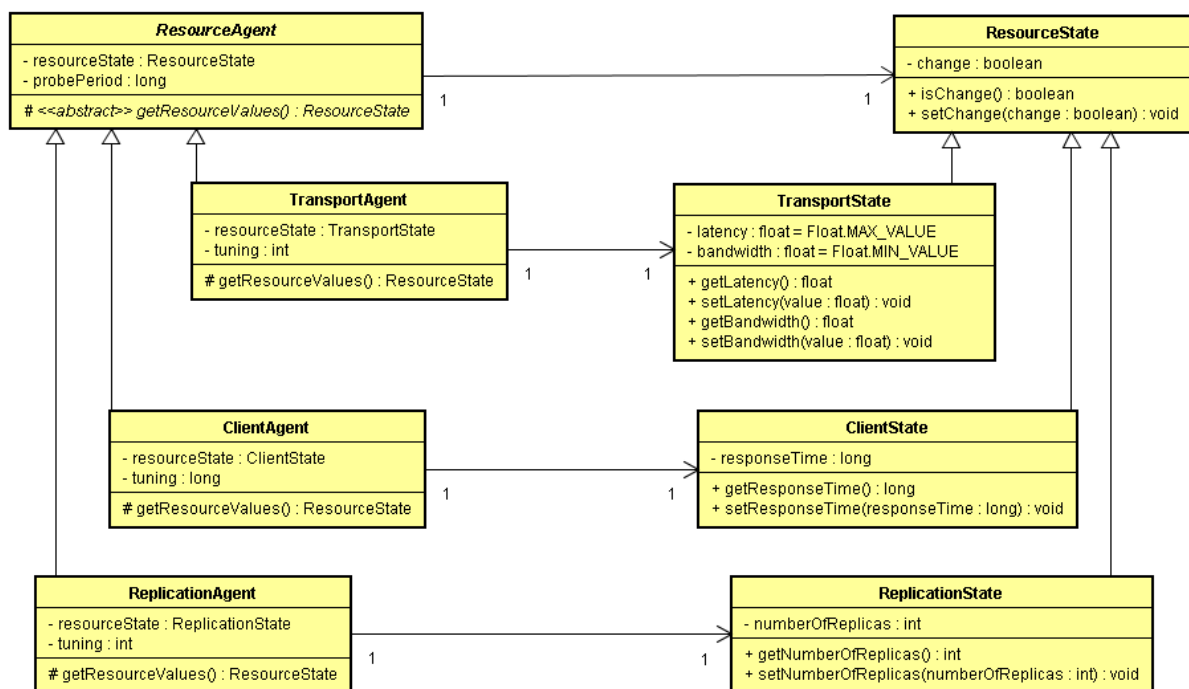 ResourceAgent
- resourceState : ResourceState
- probePeriod : long
# <<abstract>> getResourceValues() : ResourceState
1
1
ResourceState
- change : boolean
+ isChange() : boolean
+ setChange(change : boolean) : void
TransportAgent
- resourceState : TransportState
- tuning : int
# getResourceValues() : ResourceState
1
1
TransportState
- latency : float = Float.MAX_VALUE
- bandwidth : float = Float.MIN_VALUE
+ getLatency() : float
+ setLatency(value : float) : void
+ getBandwidth() : float
+ setBandwidth(value : float) : void
ClientAgent
- resourceState : ClientState
- tuning : long
# getResourceValues() : ResourceState
1
1
ClientState
- responseTime : long
+ getResponseTime() : long
+ setResponseTime(responseTime : long) : void
ReplicationAgent
- resourceState : ReplicationState
- tuning : int
# getResourceValues() : ResourceState
1
1
ReplicationState
- numberOfReplicas : int
+ getNumberOfReplicas() : int
+ setNumberOfReplicas(numberOfReplicas : int) : void